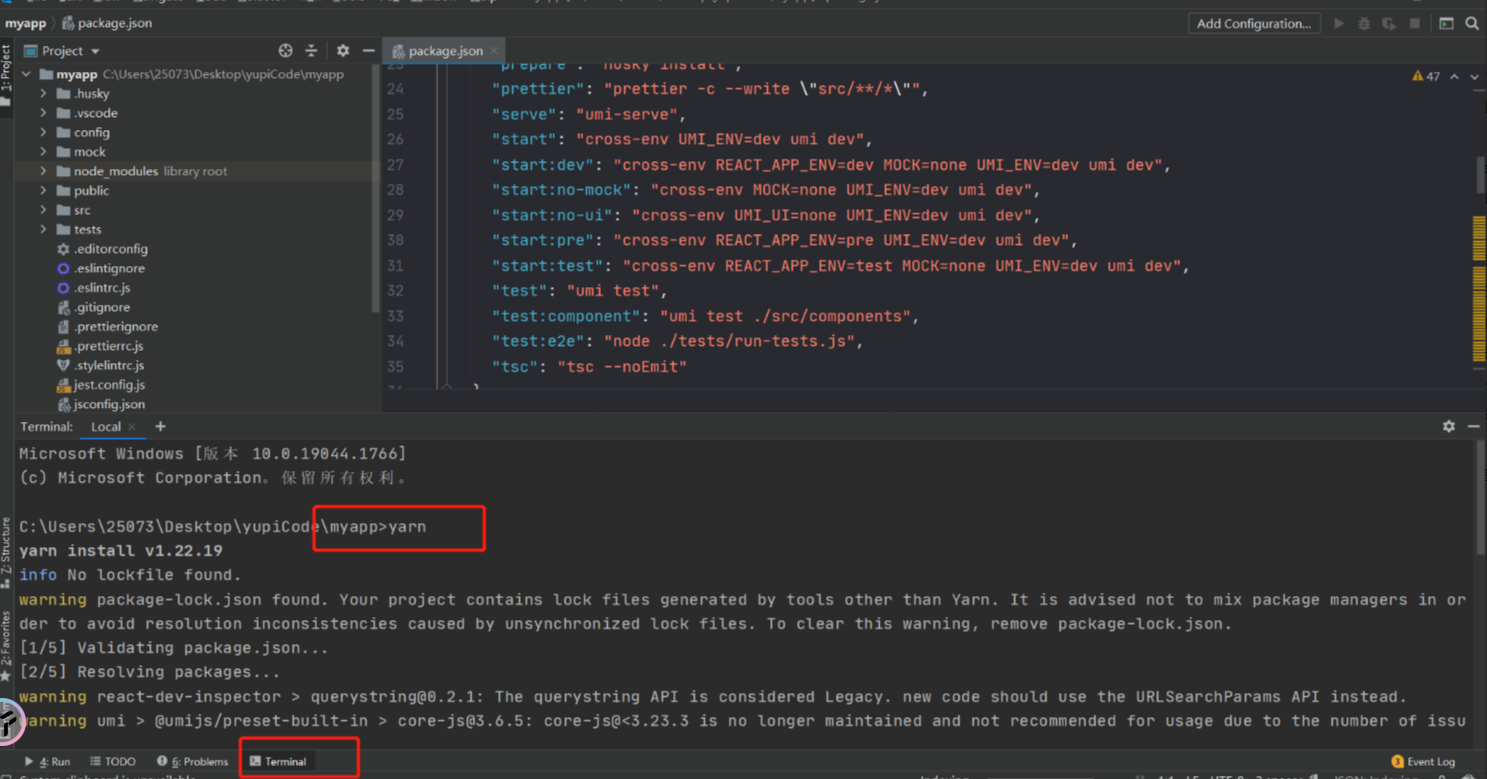 myapp package.json Add Configuration...
Project package.json
1: Project
myapp C:\Users\25073\Desktop\yupiCode\myapp
.husky
.vscode
config
mock
node_modules library root
public
src
tests
.editorconfig
.eslintignore
.eslintrc.js
.gitignore
.prettierignore
.prettierrc.js
.stylelintrc.js
jest.config.js
jsconfig.json
47
23 "prepare": "husky install",
24 "prettier": "prettier -c --write \"src/**/*\"",
25 "serve": "umi-serve",
26 "start": "cross-env UMI_ENV=dev umi dev",
27 "start:dev": "cross-env REACT_APP_ENV=dev MOCK=none UMI_ENV=dev umi dev",
28 "start:no-mock": "cross-env MOCK=none UMI_ENV=dev umi dev",
29 "start:no-ui": "cross-env UMI_UI=none UMI_ENV=dev umi dev",
30 "start:pre": "cross-env REACT_APP_ENV=pre UMI_ENV=dev umi dev",
31 "start:test": "cross-env REACT_APP_ENV=test MOCK=none UMI_ENV=dev umi dev",
32 "test": "umi test",
33 "test:component": "umi test ./src/components",
34 "test:e2e": "node ./tests/run-tests.js",
35 "tsc": "tsc --noEmit"
Terminal: Local +
Microsoft Windows [版本 10.0.19044.1766]
(c) Microsoft Corporation。保留所有权利。
C:\Users\25073\Desktop\yupiCode\myapp>yarn
yarn install v1.22.19
info No lockfile found.
warning package-lock.json found. Your project contains lock files generated by tools other than Yarn. It is advised not to mix package managers in or
der to avoid resolution inconsistencies caused by unsynchronized lock files. To clear this warning, remove package-lock.json.
[1/5] Validating package.json...
[2/5] Resolving packages...
warning react-dev-inspector > querystring@0.2.1: The querystring API is considered Legacy. new code should use the URLSearchParams API instead.
warning umi > @umijs/preset-built-in > core-js@3.6.5: core-js@<3.23.3 is no longer maintained and not recommended for usage due to the number of issu
Z: Structure
2: Favorites
4: Run TODO 6: Problems Terminal 1 Event Log